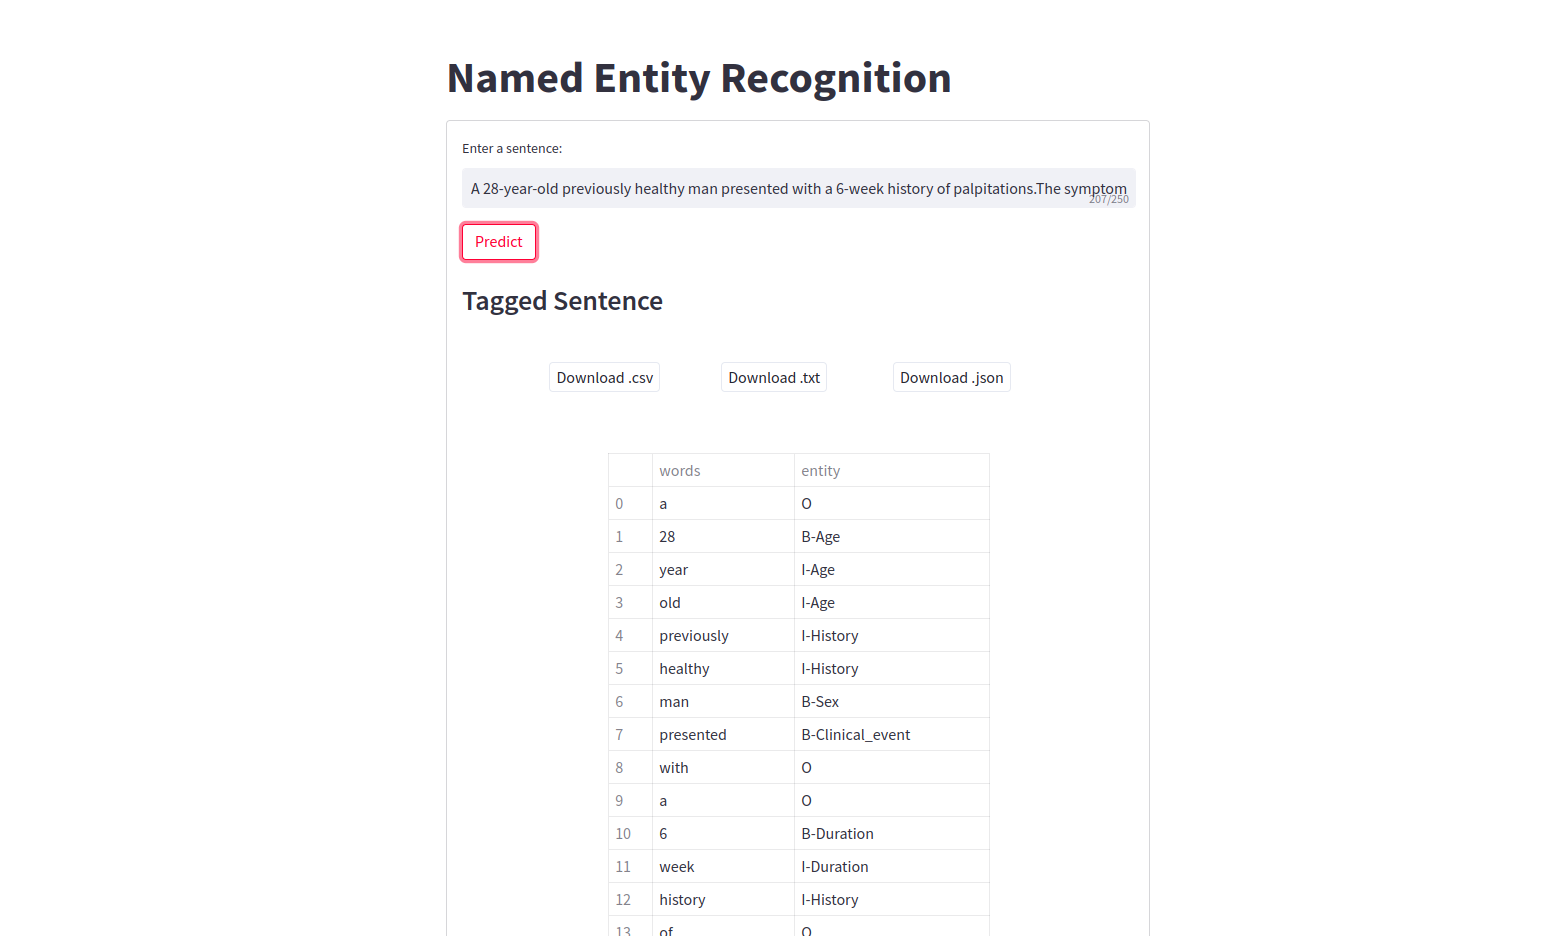 Named Entity Recognition
Enter a sentence:
A 28-year-old previously healthy man presented with a 6-week history of palpitations.The symptom
207/250
Predict
Tagged Sentence
Download .csv Download .txt Download .json
words entity
0 a O
1 28 B-Age
2 year I-Age
3 old I-Age
4 previously I-History
5 healthy I-History
6 man B-Sex
7 presented B-Clinical_event
8 with O
9 a O
10 6 B-Duration
11 week I-Duration
12 history I-History
13 of O